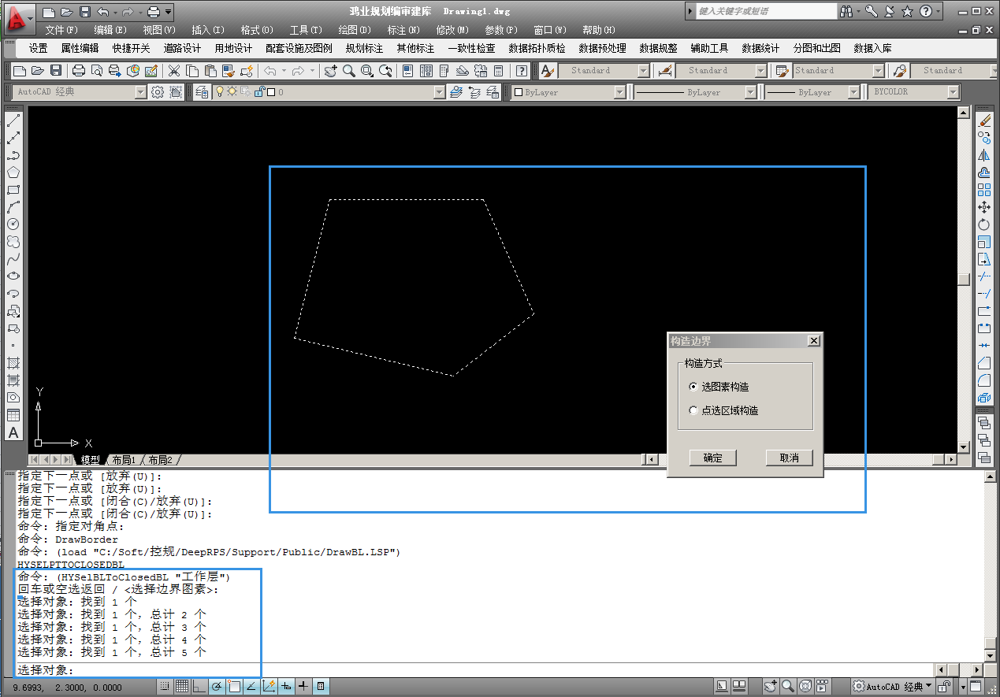 鸿业规划编审建库 Drawing1.dwg
键入关键字或短语
文件(F) 编辑(E) 视图(V) 插入(I) 格式(O) 工具(T) 绘图(D) 标注(N) 修改(M) 参数(P) 窗口(W) 帮助(H)
设置 属性编辑 快捷开关 道路设计 用地设计 配套设施及图例 规划标注 其他标注 一致性检查 数据拓扑质检 数据预处理 数据规整 辅助工具 数据统计 分图和出图 数据入库
Standard Standard Standard Standard
AutoCAD 经典 0 ByLayer ByLayer ByLayer BYCOLOR
构造边界
构造方式
选图素构造
点选区域构造
确定 取消
Y
X
模型 布局1 布局2
指定下一点或 [放弃(U)]:
指定下一点或 [放弃(U)]:
指定下一点或 [闭合(C)/放弃(U)]:
指定下一点或 [闭合(C)/放弃(U)]:
命令: 指定对角点:
命令: DrawBorder
命令: (load "C:/Soft/控规/DeepRPS/Support/Public/DrawBL.LSP")
HYSELPTTOCLOSEDBL
命令: (HYSelBLToClosedBL "工作层")
回车或空选返回 / <选择边界图素>:
选择对象: 找到 1 个
选择对象: 找到 1 个，总计 2 个
选择对象: 找到 1 个，总计 3 个
选择对象: 找到 1 个，总计 4 个
选择对象: 找到 1 个，总计 5 个
选择对象:
9.6993, 2.3000, 0.0000 AutoCAD 经典